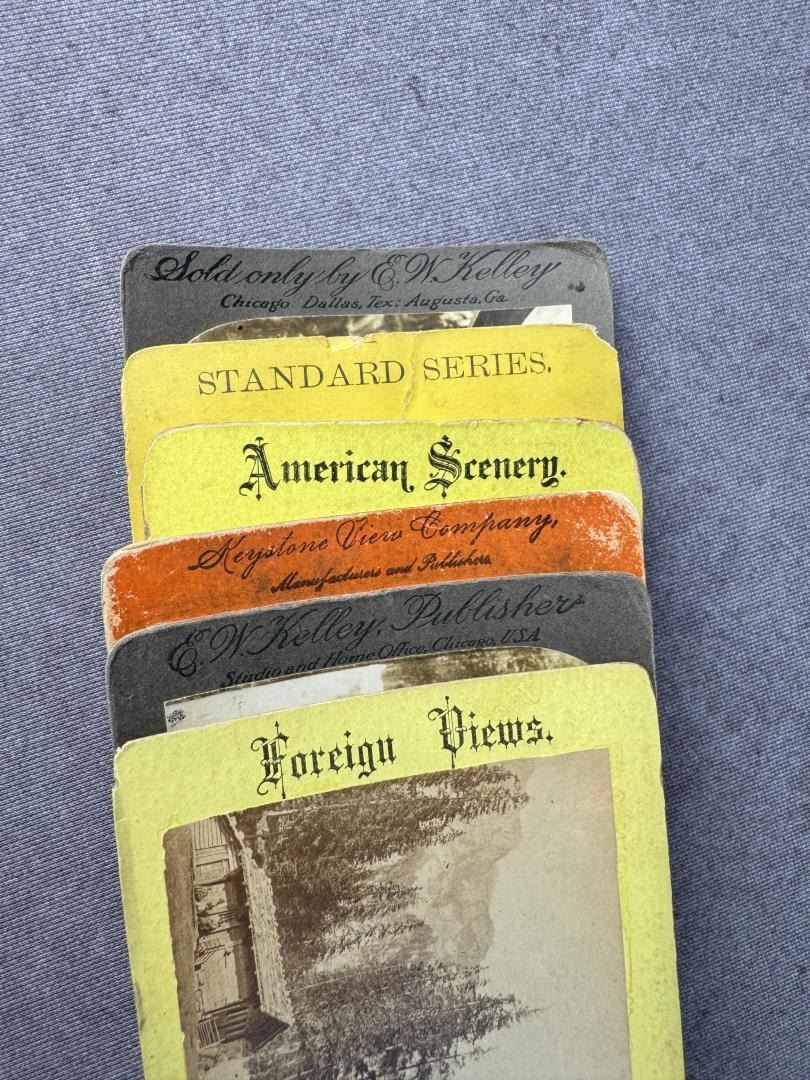 Sold only by E.W. Kelley
Chicago. Dallas, Tex: Augusta, Ga.
STANDARD SERIES.
American Scenery.
Keystone View Company,
Manufacturers and Publishers.
E.W. Kelley, Publisher
Studio and Home Office, Chicago, USA
Foreign Views.